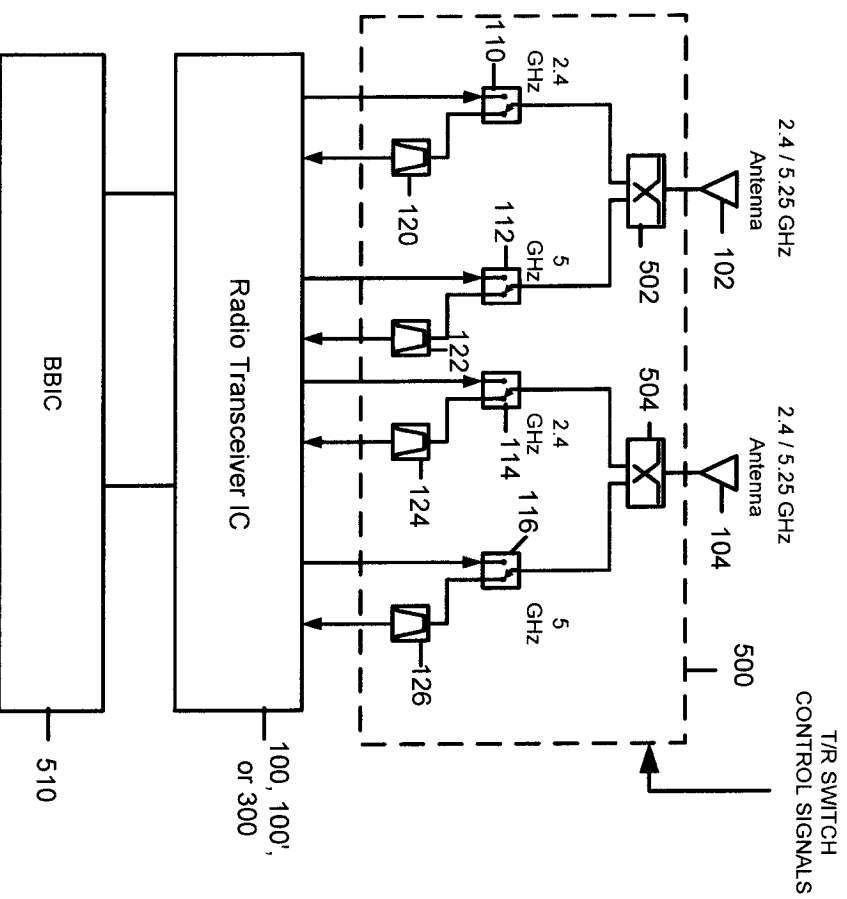 2.4 / 5.25 GHz
Antenna
102
2.4 / 5.25 GHz
Antenna
104
T/R SWITCH
CONTROL SIGNALS
500
502
504
110
2.4
GHz
112
5
GHz
114
2.4
GHz
116
5
GHz
120
122
124
126
Radio Transceiver IC
100, 100',
or 300
BBIC
510